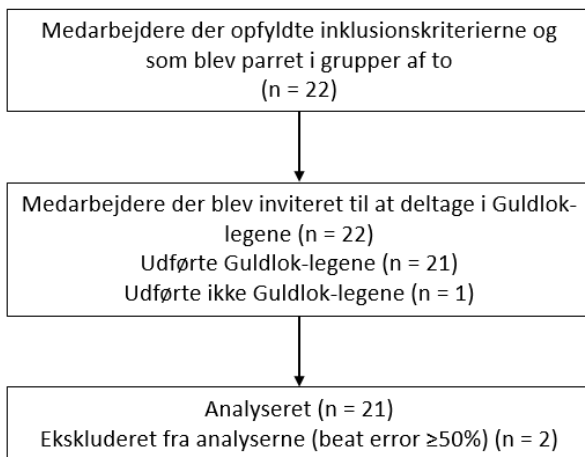 Medarbejdere der opfyldte inklusionskriterierne og
som blev parret i grupper af to
(n = 22)
Medarbejdere der blev inviteret til at deltage i Guldlok-
legene (n = 22)
Udførte Guldlok-legene (n = 21)
Udførte ikke Guldlok-legene (n = 1)
Analyseret (n = 21)
Ekskluderet fra analyserne (beat error ≥50%) (n = 2)